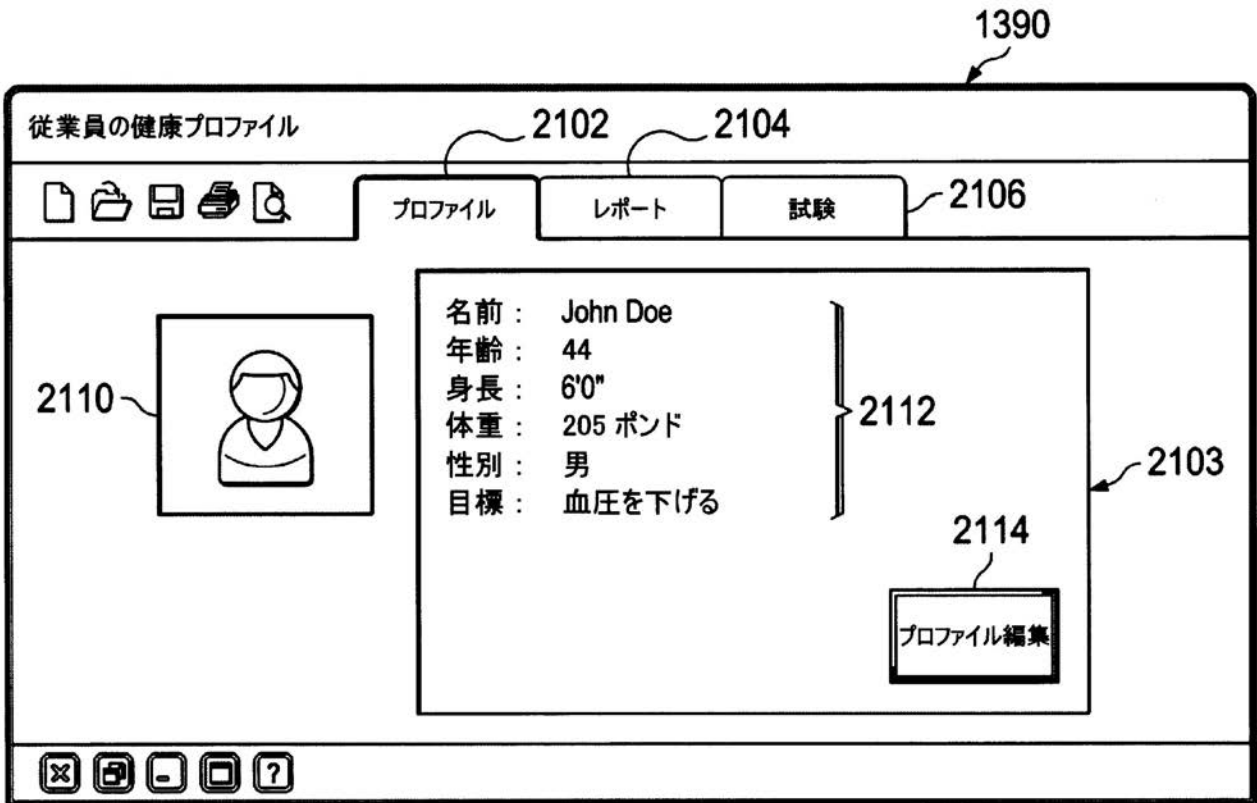 1390
従業員の健康プロファイル
2102
2104
プロファイル
レポート
試験
2106
名前： John Doe
年齢： 44
身長： 6'0"
体重： 205 ポンド
性別： 男
目標： 血圧を下げる
2110
2112
2103
2114
プロファイル編集
?